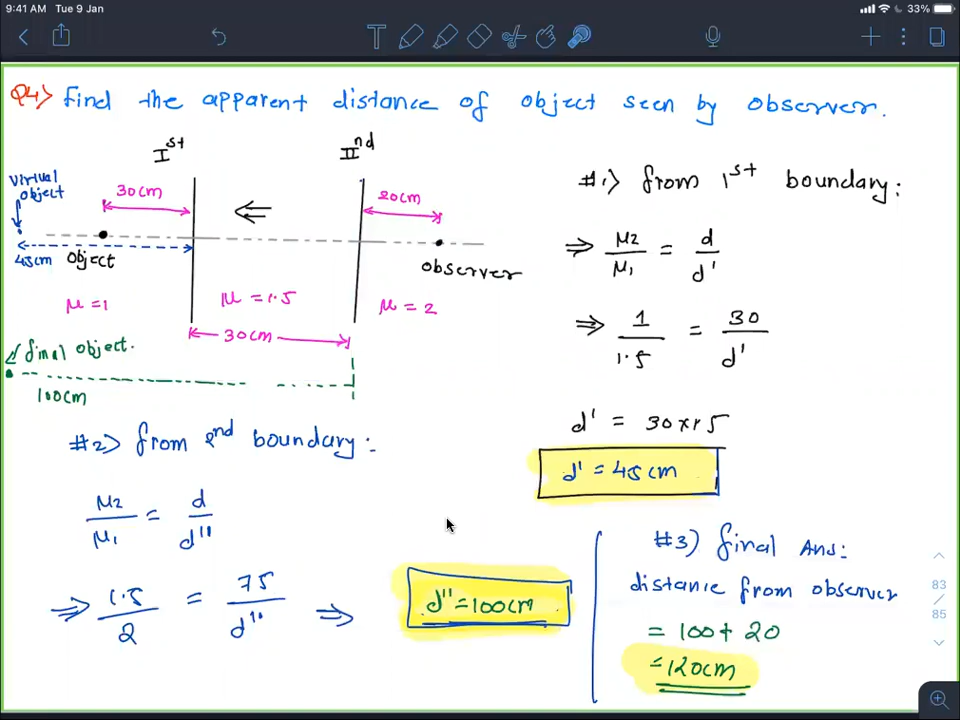 9:41 AM Tue 9 Jan
33%
Q4) Find the apparent distance of object seen by observer.
Ist
IInd
virtual
object
30cm
20cm
45cm
object
observer
μ = 1
μ = 1.5
μ = 2
30cm
final object.
100cm
#1) from 1st boundary:
⇒ μ2/μ1 = d/d'
⇒ 1/1.5 = 30/d'
d' = 30×1.5
d' = 45cm
#2) from 2nd boundary:
μ2/μ1 = d/d''
⇒ 1.5/2 = 75/d'' ⇒
d'' = 100cm
#3) final Ans:
distance from observer
= 100 + 20
= 120cm
83
/
85